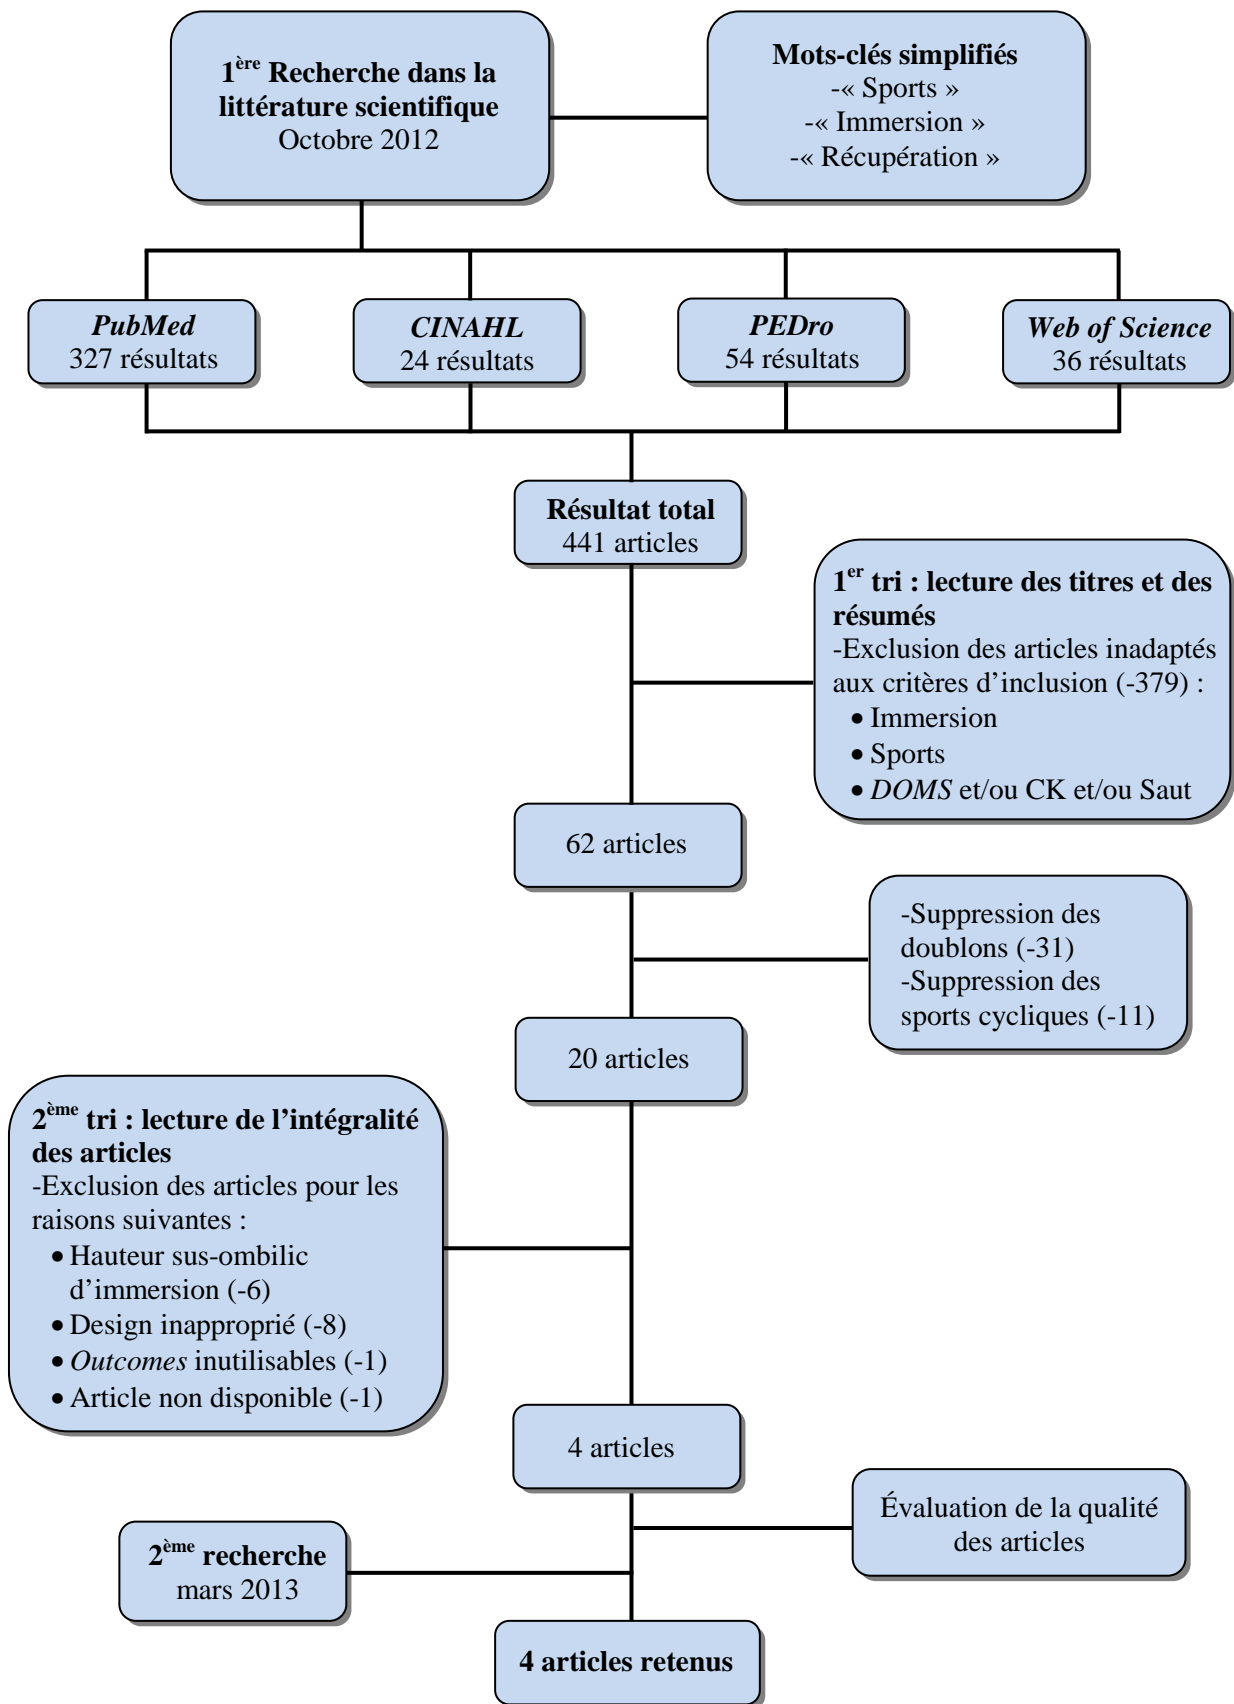 1ère Recherche dans la
littérature scientifique
Octobre 2012
Mots-clés simplifiés
-« Sports »
-« Immersion »
-« Récupération »
PubMed
327 résultats
CINAHL
24 résultats
PEDro
54 résultats
Web of Science
36 résultats
Résultat total
441 articles
1er tri : lecture des titres et des
résumés
-Exclusion des articles inadaptés
aux critères d’inclusion (-379) :
• Immersion
• Sports
• DOMS et/ou CK et/ou Saut
62 articles
-Suppression des
doublons (-31)
-Suppression des
sports cycliques (-11)
20 articles
2ème tri : lecture de l’intégralité
des articles
-Exclusion des articles pour les
raisons suivantes :
• Hauteur sus-ombilic
d’immersion (-6)
• Design inapproprié (-8)
• Outcomes inutilisables (-1)
• Article non disponible (-1)
4 articles
Évaluation de la qualité
des articles
2ème recherche
mars 2013
4 articles retenus